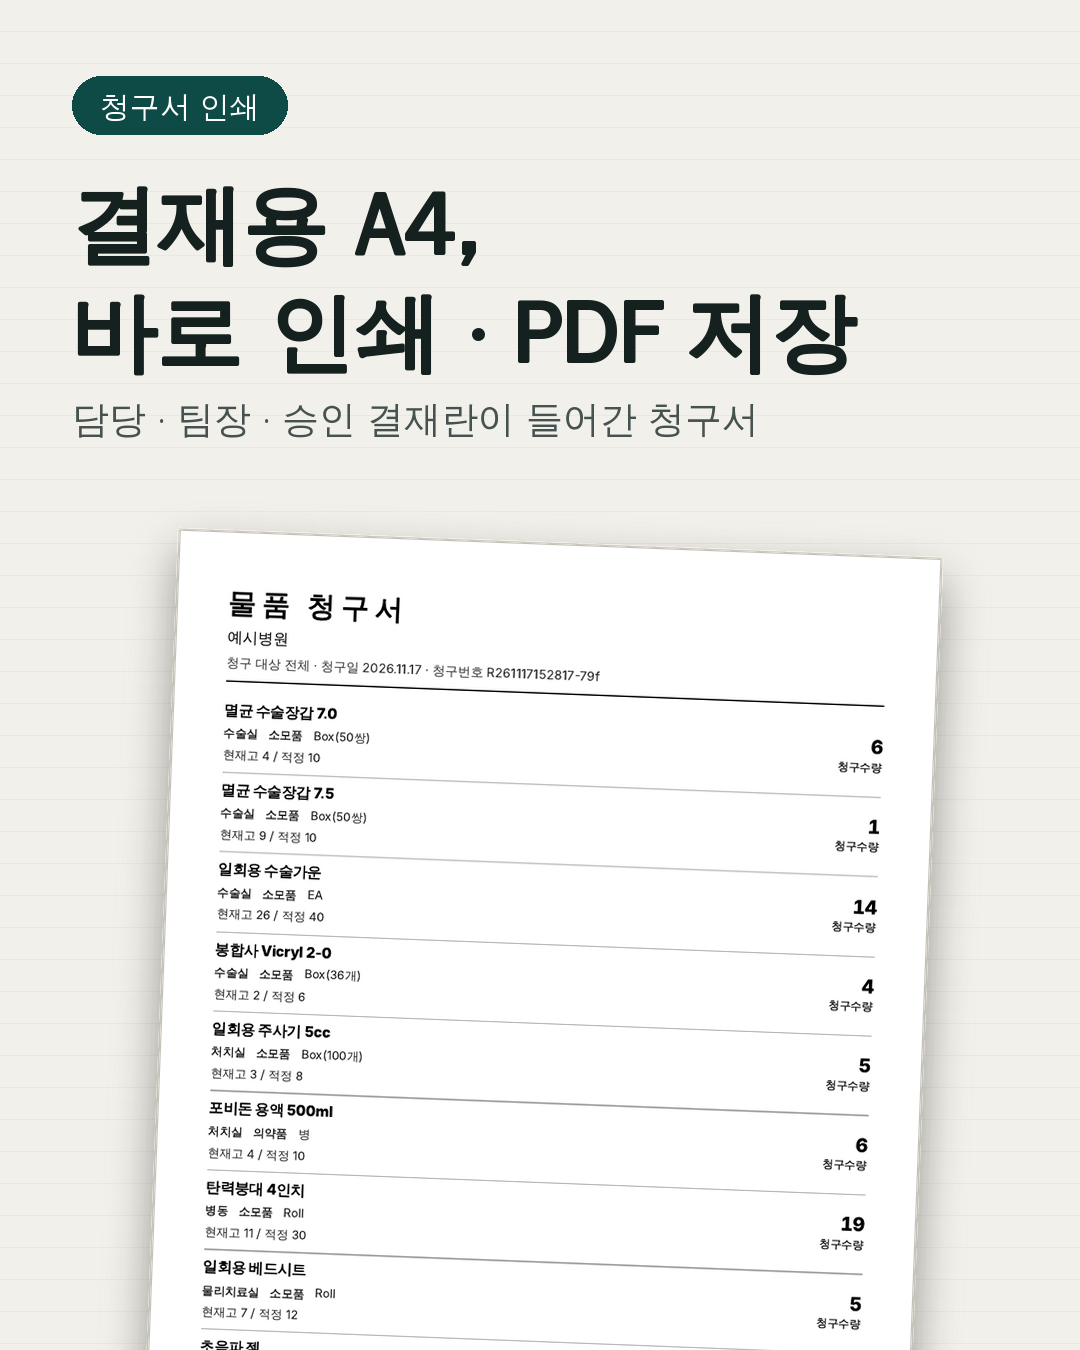 청구서 인쇄
결재용 A4,
바로 인쇄 · PDF 저장
담당 · 팀장 · 승인 결재란이 들어간 청구서
물품 청구서
예시병원
청구 대상 전체 · 청구일 2026.11.17 · 청구번호 R261117152817-79f
멸균 수술장갑 7.0
수술실 소모품 Box(50쌍)
현재고 4 / 적정 10
6
청구수량
멸균 수술장갑 7.5
수술실 소모품 Box(50쌍)
현재고 9 / 적정 10
1
청구수량
일회용 수술가운
수술실 소모품 EA
현재고 26 / 적정 40
14
청구수량
봉합사 Vicryl 2-0
수술실 소모품 Box(36개)
현재고 2 / 적정 6
4
청구수량
일회용 주사기 5cc
처치실 소모품 Box(100개)
현재고 3 / 적정 8
5
청구수량
포비돈 용액 500ml
처치실 의약품 병
현재고 4 / 적정 10
6
청구수량
탄력붕대 4인치
병동 소모품 Roll
현재고 11 / 적정 30
19
청구수량
일회용 베드시트
물리치료실 소모품 Roll
현재고 7 / 적정 12
5
청구수량
초음파 젤